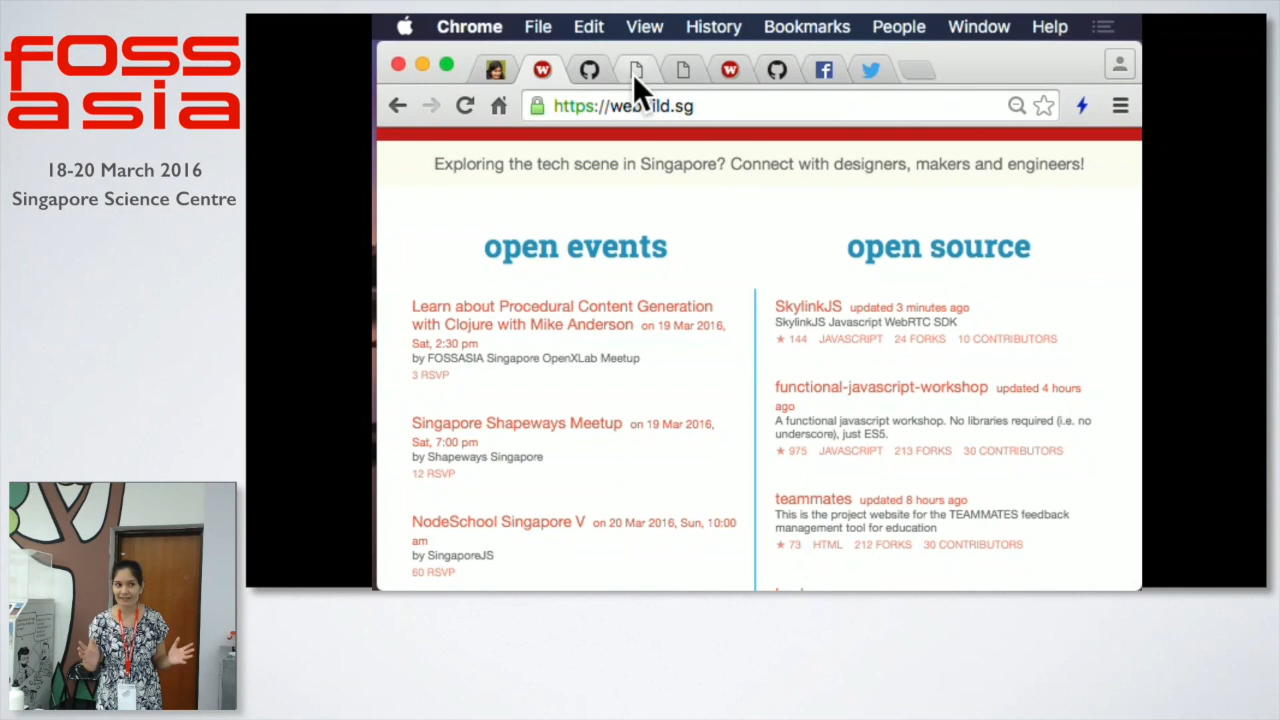 foss
asia
18-20 March 2016
Singapore Science Centre
Chrome File Edit View History Bookmarks People Window Help
https://webuild.sg
Exploring the tech scene in Singapore? Connect with designers, makers and engineers!
open events
Learn about Procedural Content Generation
with Clojure with Mike Anderson on 19 Mar 2016,
Sat, 2:30 pm
by FOSSASIA Singapore OpenXLab Meetup
3 RSVP
Singapore Shapeways Meetup on 19 Mar 2016,
Sat, 7:00 pm
by Shapeways Singapore
12 RSVP
NodeSchool Singapore V on 20 Mar 2016, Sun, 10:00
am
by SingaporeJS
60 RSVP
open source
SkylinkJS updated 3 minutes ago
SkylinkJS Javascript WebRTC SDK
★ 144 JAVASCRIPT 24 FORKS 10 CONTRIBUTORS
functional-javascript-workshop updated 4 hours
ago
A functional javascript workshop. No libraries required (i.e. no
underscore), just ES5.
★ 975 JAVASCRIPT 213 FORKS 30 CONTRIBUTORS
teammates updated 8 hours ago
This is the project website for the TEAMMATES feedback
management tool for education
★ 73 HTML 212 FORKS 30 CONTRIBUTORS